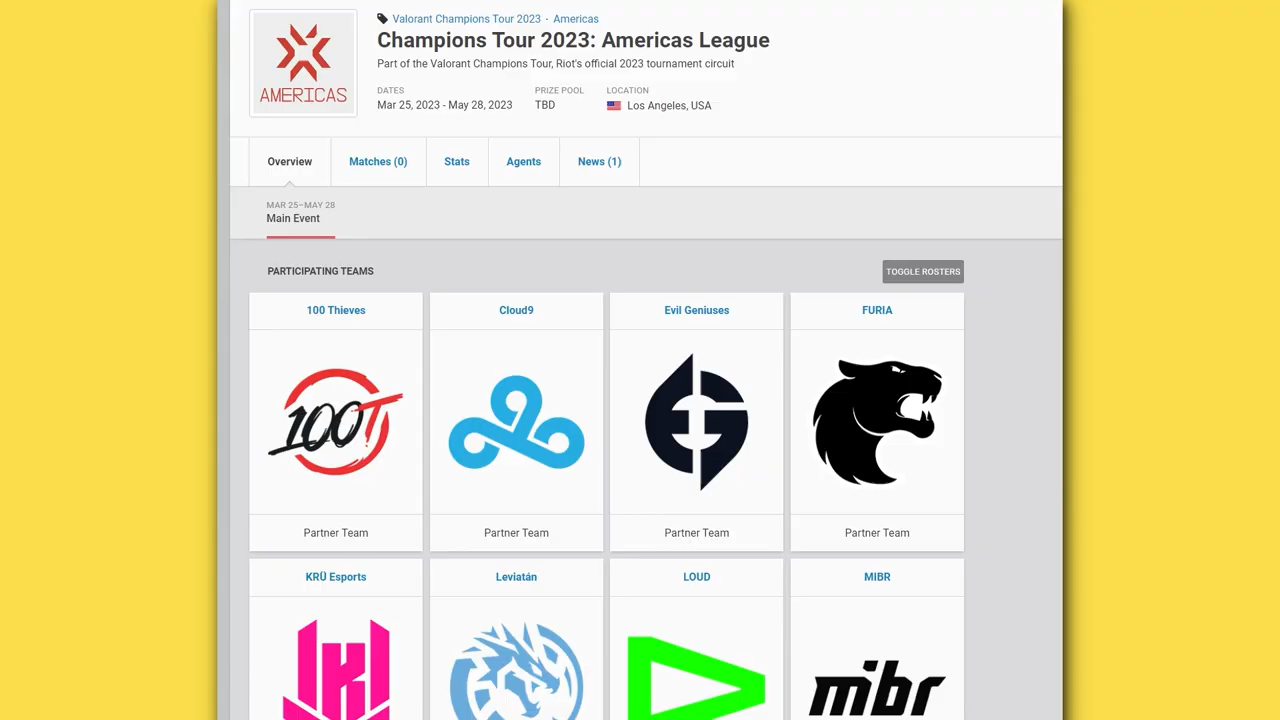 Valorant Champions Tour 2023 · Americas
Champions Tour 2023: Americas League
Part of the Valorant Champions Tour, Riot's official 2023 tournament circuit
AMERICAS
DATES PRIZE POOL LOCATION
Mar 25, 2023 - May 28, 2023 TBD Los Angeles, USA
Overview Matches (0) Stats Agents News (1)
MAR 25–MAY 28
Main Event
PARTICIPATING TEAMS TOGGLE ROSTERS
100 Thieves Cloud9 Evil Geniuses FURIA
100T
Partner Team Partner Team Partner Team Partner Team
KRÜ Esports Leviatán LOUD MIBR
mibr